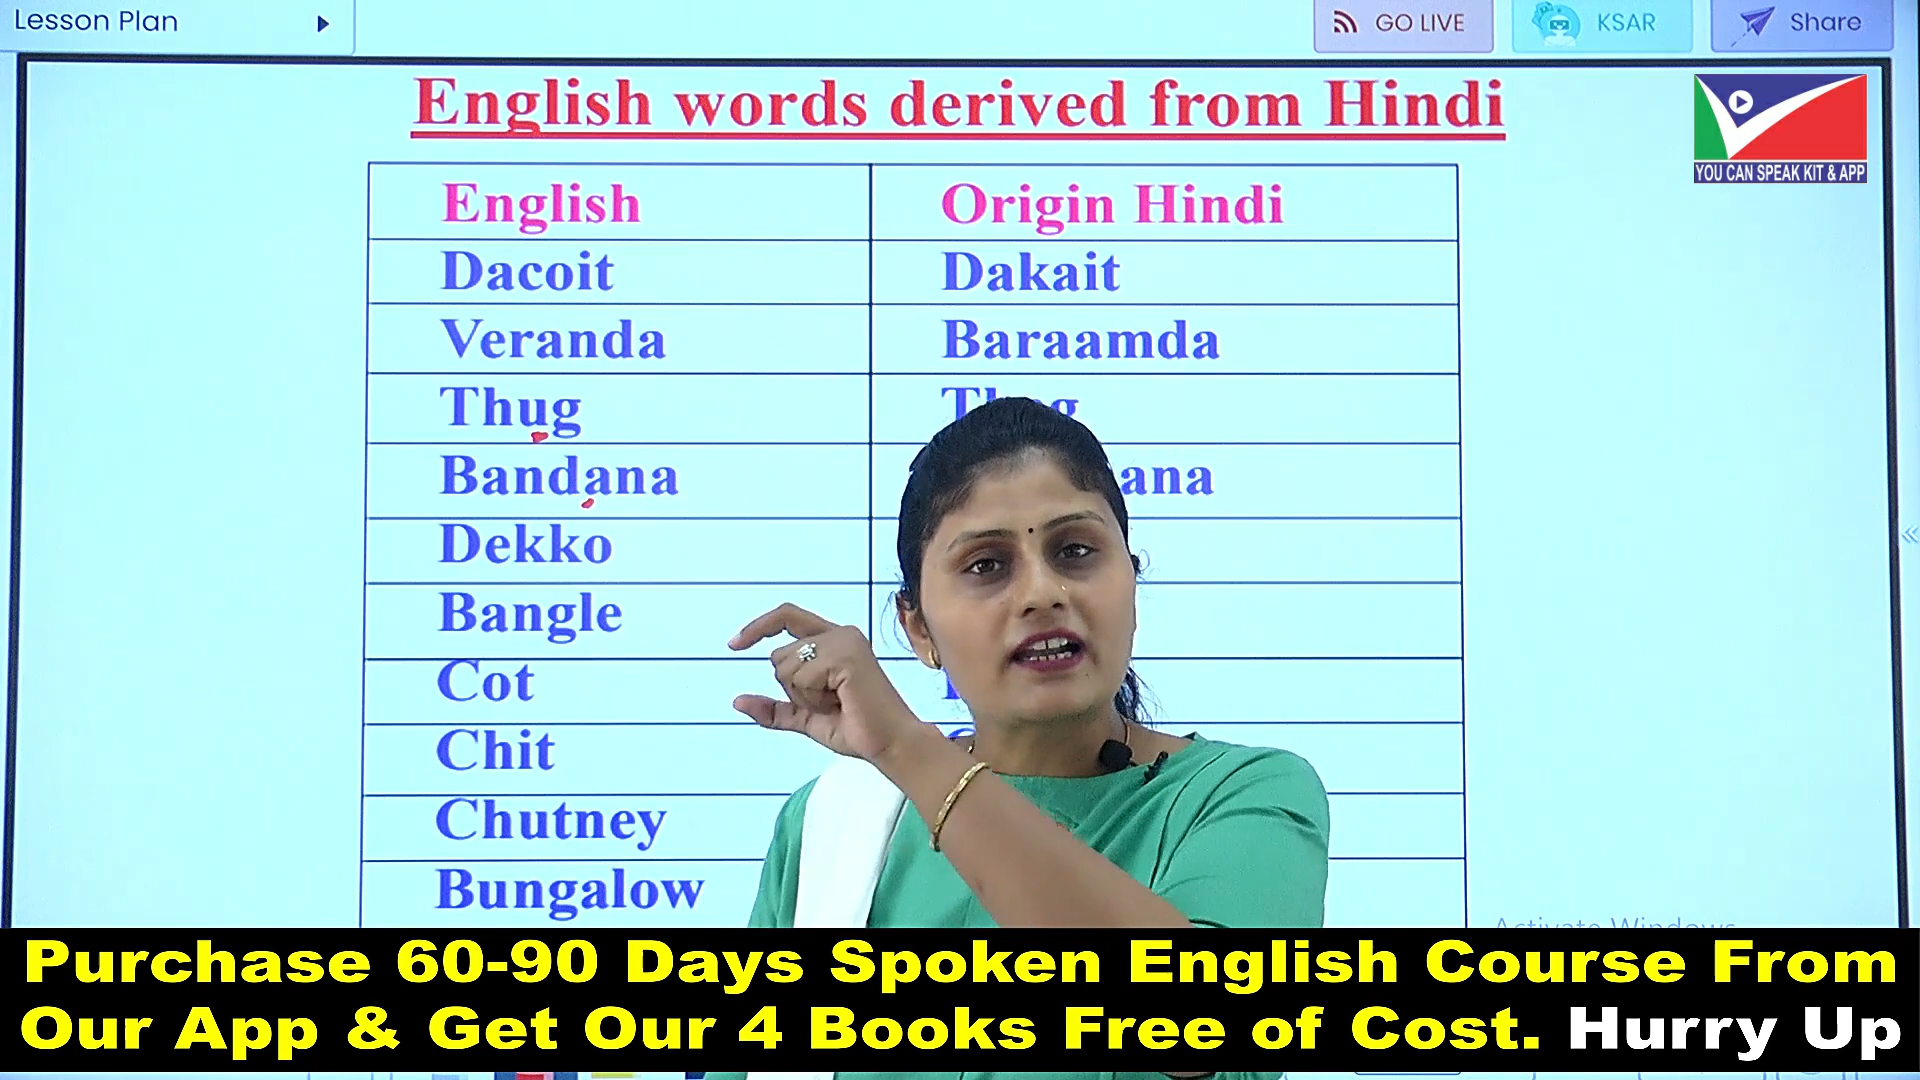 Lesson Plan
GO LIVE
KSAR
Share
English words derived from Hindi
YOU CAN SPEAK KIT & APP
English Origin Hindi
Dacoit Dakait
Veranda Baraamda
Thug
Bandana
Dekko
Bangle
Cot
Chit
Chutney
Bungalow
Activate Windows
Purchase 60-90 Days Spoken English Course From
Our App & Get Our 4 Books Free of Cost. Hurry Up